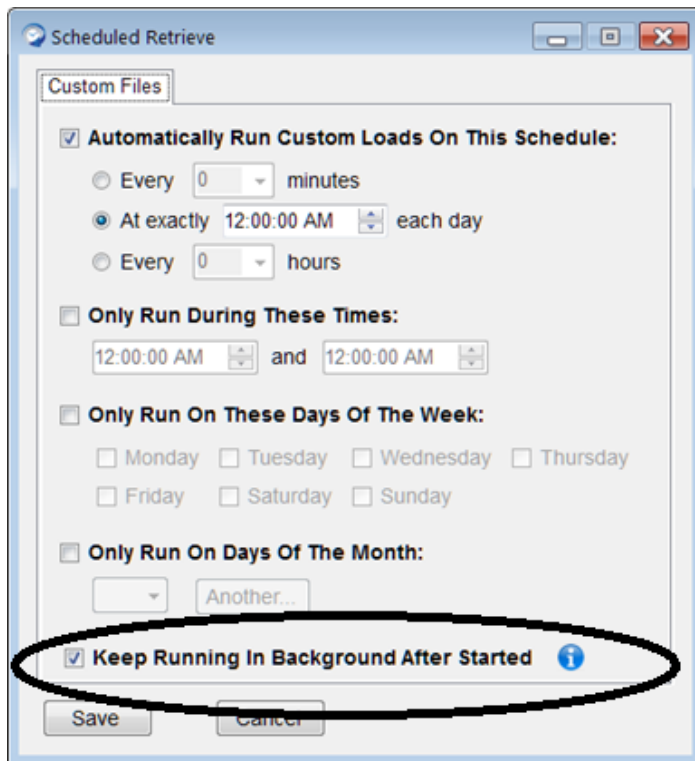 Scheduled Retrieve
Custom Files
Automatically Run Custom Loads On This Schedule:
Every 0 minutes
At exactly 12:00:00 AM each day
Every 0 hours
Only Run During These Times:
12:00:00 AM and 12:00:00 AM
Only Run On These Days Of The Week:
Monday Tuesday Wednesday Thursday
Friday Saturday Sunday
Only Run On Days Of The Month:
Another...
Keep Running In Background After Started
Save Cancel